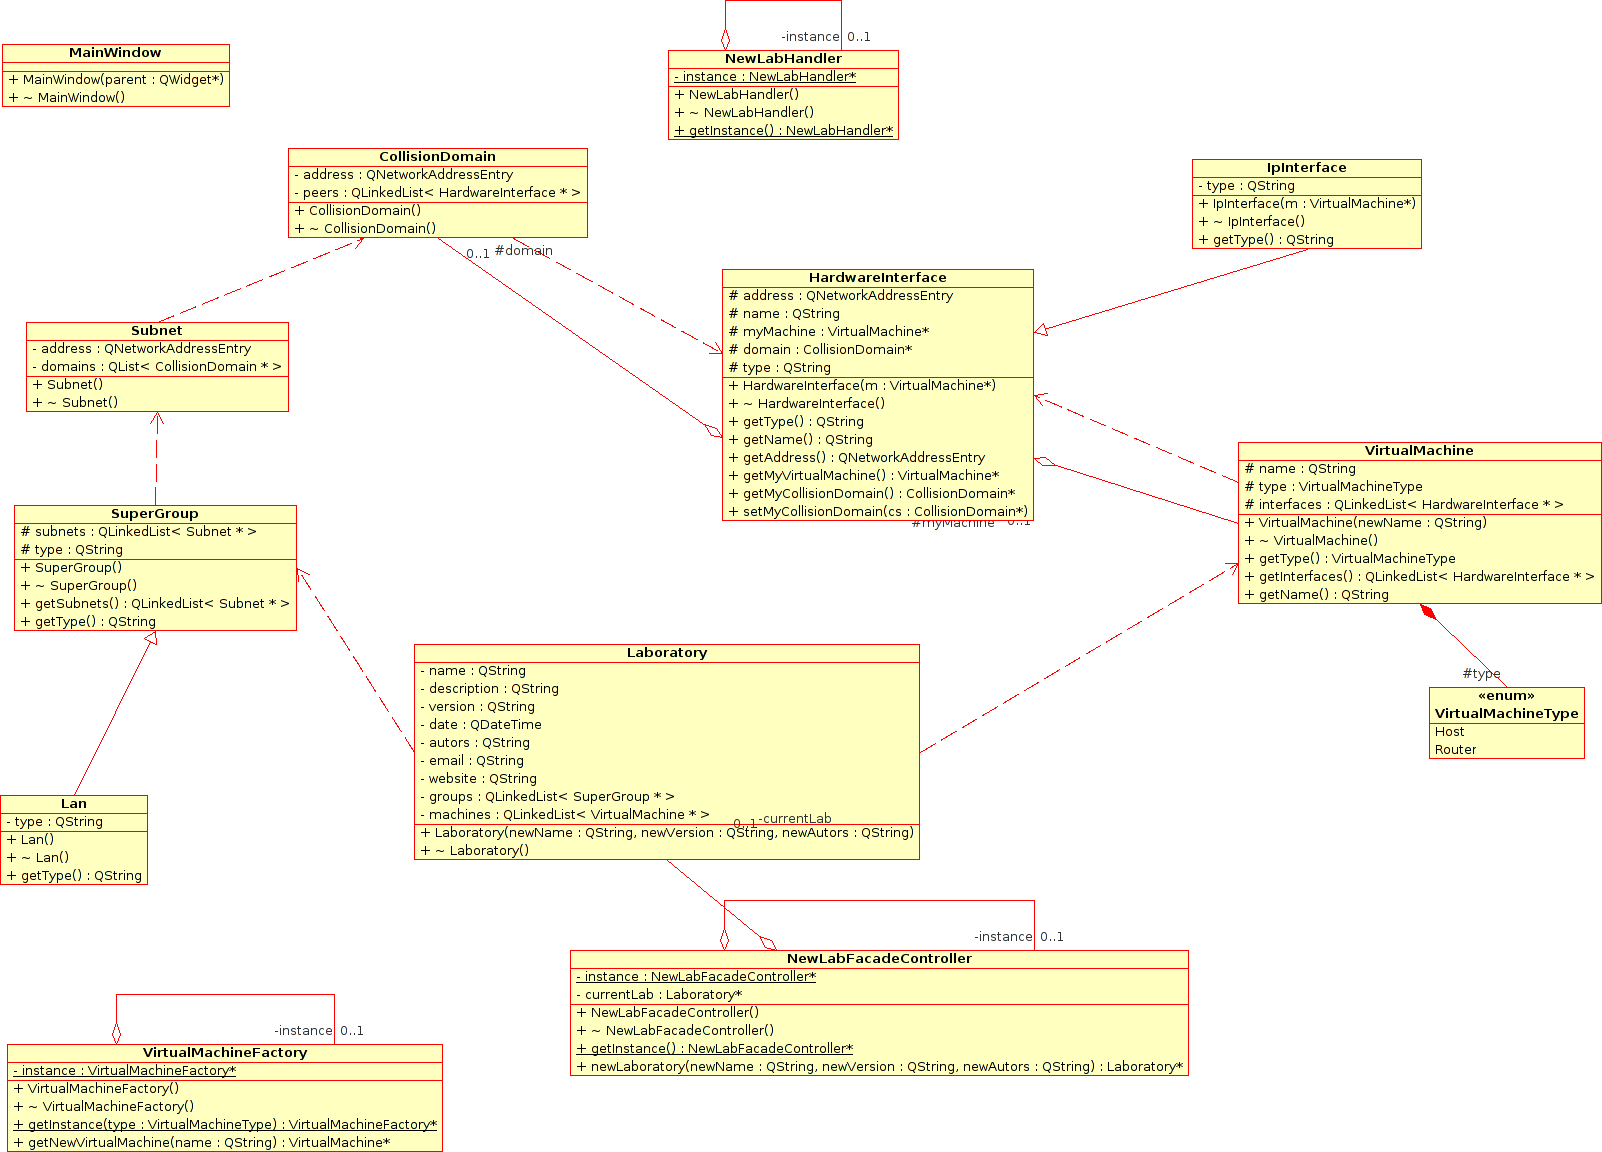 -instance 0..1
NewLabHandler
- instance : NewLabHandler*
+ NewLabHandler()
+ ~ NewLabHandler()
+ getInstance() : NewLabHandler*
MainWindow
+ MainWindow(parent : QWidget*)
+ ~ MainWindow()
CollisionDomain
- address : QNetworkAddressEntry
- peers : QLinkedList< HardwareInterface * >
+ CollisionDomain()
+ ~ CollisionDomain()
0..1 #domain
IpInterface
- type : QString
+ IpInterface(m : VirtualMachine*)
+ ~ IpInterface()
+ getType() : QString
HardwareInterface
# address : QNetworkAddressEntry
# name : QString
# myMachine : VirtualMachine*
# domain : CollisionDomain*
# type : QString
+ HardwareInterface(m : VirtualMachine*)
+ ~ HardwareInterface()
+ getType() : QString
+ getName() : QString
+ getAddress() : QNetworkAddressEntry
+ getMyVirtualMachine() : VirtualMachine*
+ getMyCollisionDomain() : CollisionDomain*
+ setMyCollisionDomain(cs : CollisionDomain*)
#myMachine 0..1
Subnet
- address : QNetworkAddressEntry
- domains : QList< CollisionDomain * >
+ Subnet()
+ ~ Subnet()
VirtualMachine
# name : QString
# type : VirtualMachineType
# interfaces : QLinkedList< HardwareInterface * >
+ VirtualMachine(newName : QString)
+ ~ VirtualMachine()
+ getType() : VirtualMachineType
+ getInterfaces() : QLinkedList< HardwareInterface * >
+ getName() : QString
#type
«enum»
VirtualMachineType
Host
Router
SuperGroup
# subnets : QLinkedList< Subnet * >
# type : QString
+ SuperGroup()
+ ~ SuperGroup()
+ getSubnets() : QLinkedList< Subnet * >
+ getType() : QString
Laboratory
- name : QString
- description : QString
- version : QString
- date : QDateTime
- autors : QString
- email : QString
- website : QString
- groups : QLinkedList< SuperGroup * >
- machines : QLinkedList< VirtualMachine * >
0..1 -currentLab
+ Laboratory(newName : QString, newVersion : QString, newAutors : QString)
+ ~ Laboratory()
Lan
- type : QString
+ Lan()
+ ~ Lan()
+ getType() : QString
-instance 0..1
NewLabFacadeController
- instance : NewLabFacadeController*
- currentLab : Laboratory*
+ NewLabFacadeController()
+ ~ NewLabFacadeController()
+ getInstance() : NewLabFacadeController*
+ newLaboratory(newName : QString, newVersion : QString, newAutors : QString) : Laboratory*
-instance 0..1
VirtualMachineFactory
- instance : VirtualMachineFactory*
+ VirtualMachineFactory()
+ ~ VirtualMachineFactory()
+ getInstance(type : VirtualMachineType) : VirtualMachineFactory*
+ getNewVirtualMachine(name : QString) : VirtualMachine*